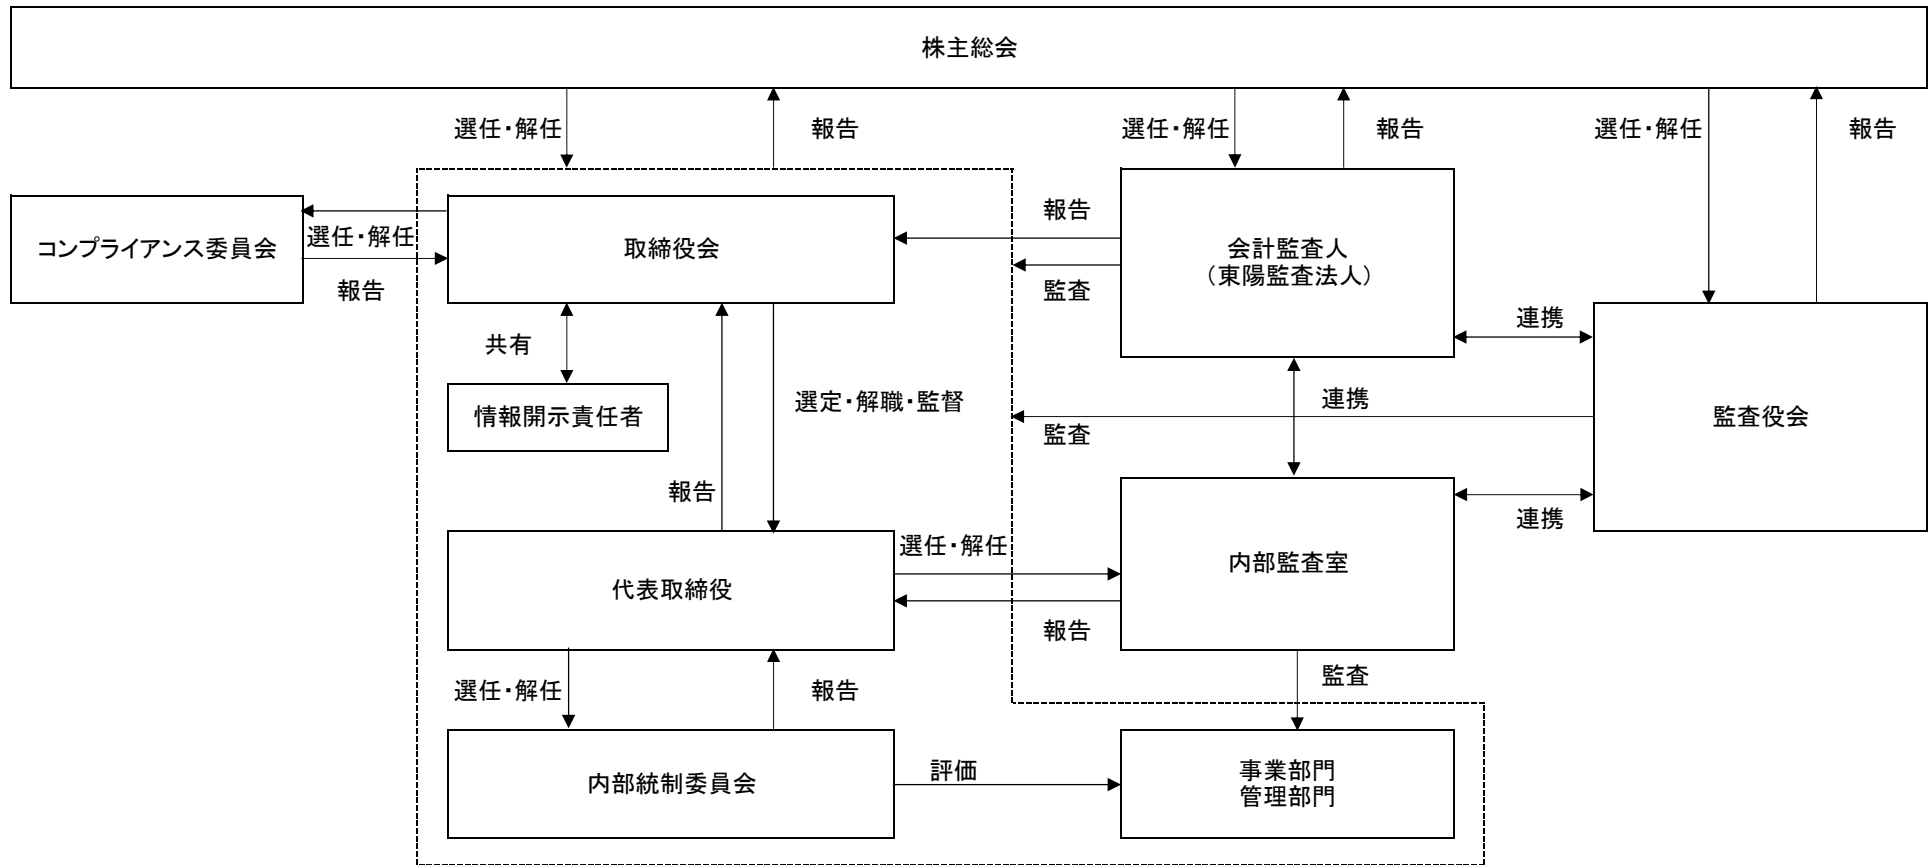 株主総会
選任・解任
報告
選任・解任
報告
選任・解任
報告
コンプライアンス委員会
選任・解任
報告
取締役会
報告
監査
会計監査人
（東陽監査法人）
連携
共有
情報開示責任者
選定・解職・監督
連携
監査
監査役会
報告
連携
代表取締役
選任・解任
報告
内部監査室
選任・解任
報告
監査
内部統制委員会
評価
事業部門
管理部門